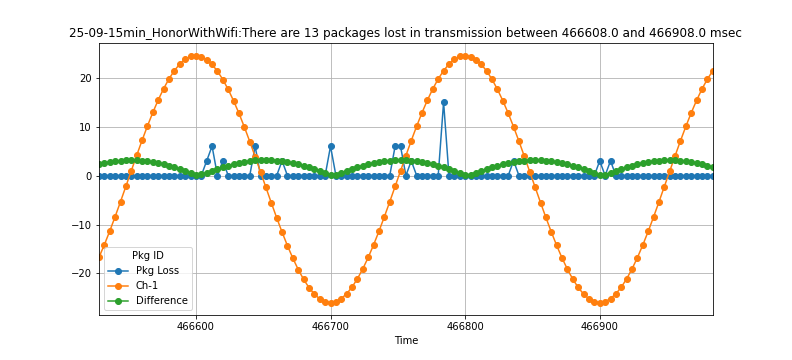 25-09-15min_HonorWithWifi:There are 13 packages lost in transmission between 466608.0 and 466908.0 msec
20
10
0
−10
−20
Pkg ID
Pkg Loss
Ch-1
Difference
466600 466700 466800 466900
Time